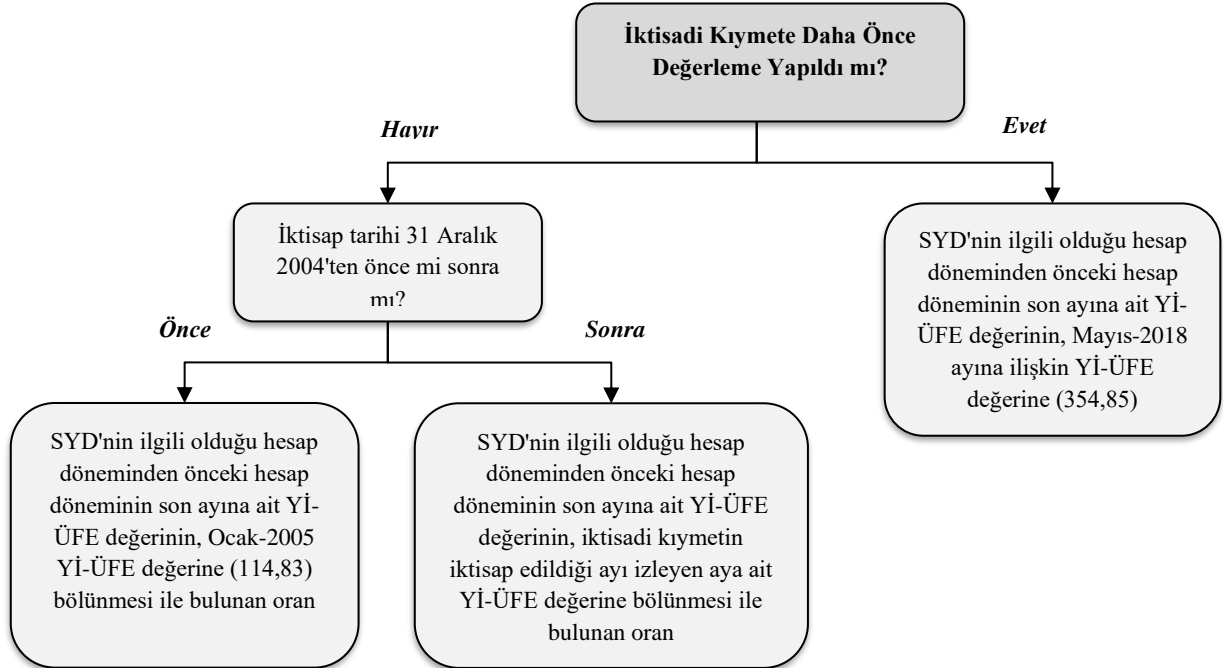 İktisadi Kıymete Daha Önce
Değerleme Yapıldı mı?
Hayır
Evet
İktisap tarihi 31 Aralık
2004'ten önce mi sonra
mı?
SYD'nin ilgili olduğu hesap
döneminden önceki hesap
döneminin son ayına ait Yİ-
ÜFE değerinin, Mayıs-2018
ayına ilişkin Yİ-ÜFE
değerine (354,85)
Önce
Sonra
SYD'nin ilgili olduğu hesap
döneminden önceki hesap
döneminin son ayına ait Yİ-
ÜFE değerinin, Ocak-2005
Yİ-ÜFE değerine (114,83)
bölünmesi ile bulunan oran
SYD'nin ilgili olduğu hesap
döneminden önceki hesap
döneminin son ayına ait Yİ-ÜFE
değerinin, iktisadi kıymetin
iktisap edildiği ayı izleyen aya ait
Yİ-ÜFE değerine bölünmesi ile
bulunan oran